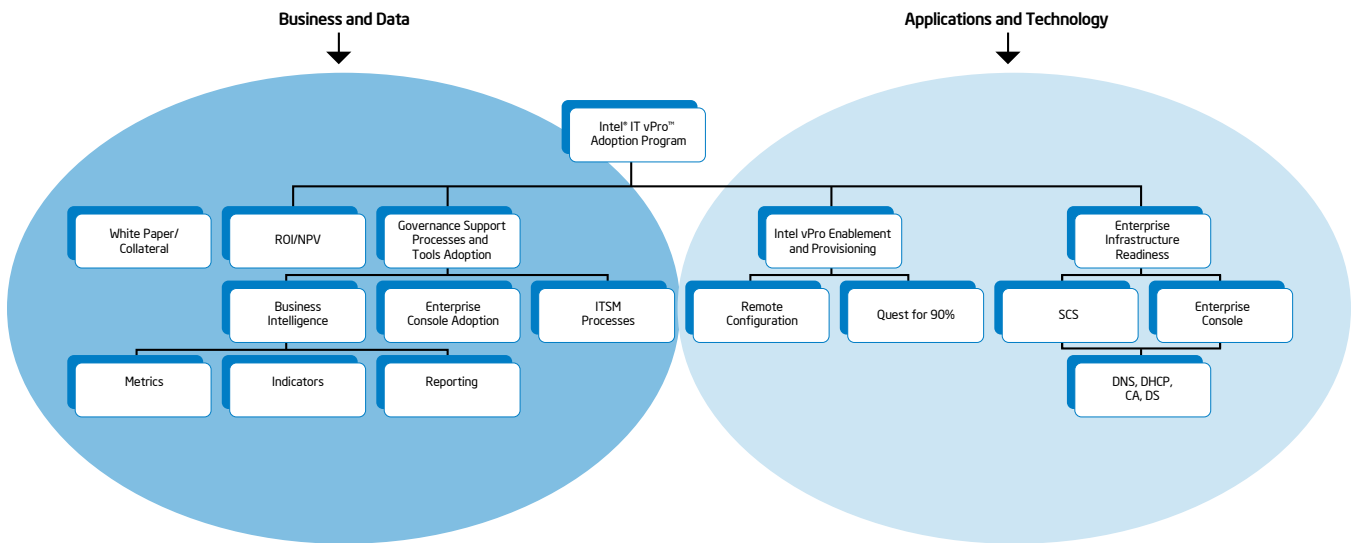 Business and Data
Applications and Technology
Intel® IT vPro™
Adoption Program
White Paper/
Collateral
ROI/NPV
Governance Support
Processes and
Tools Adoption
Intel vPro Enablement
and Provisioning
Enterprise
Infrastructure
Readiness
Business
Intelligence
Enterprise
Console Adoption
ITSM
Processes
Remote
Configuration
Quest for 90%
SCS
Enterprise
Console
Metrics
Indicators
Reporting
DNS, DHCP,
CA, DS